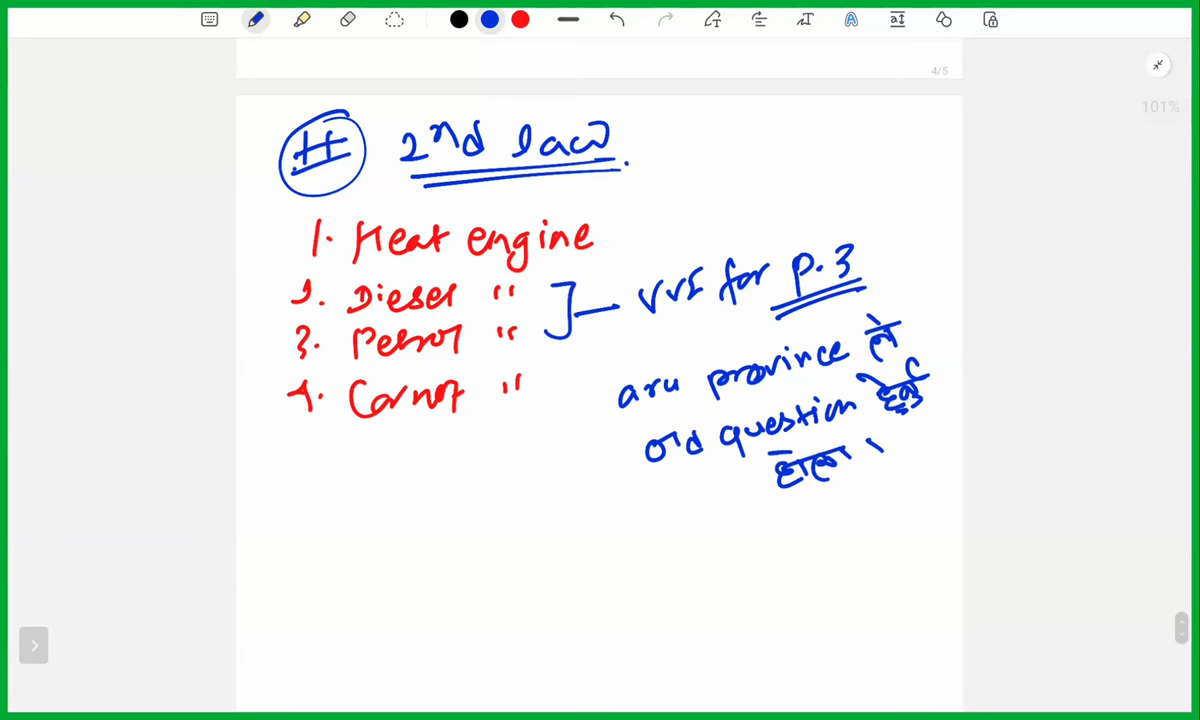 4/5
101%
# 2nd law.
1. Heat engine
2. Diesel "
3. Petrol "
4. Carnot "
VVI for P.3
aru province ले
old question